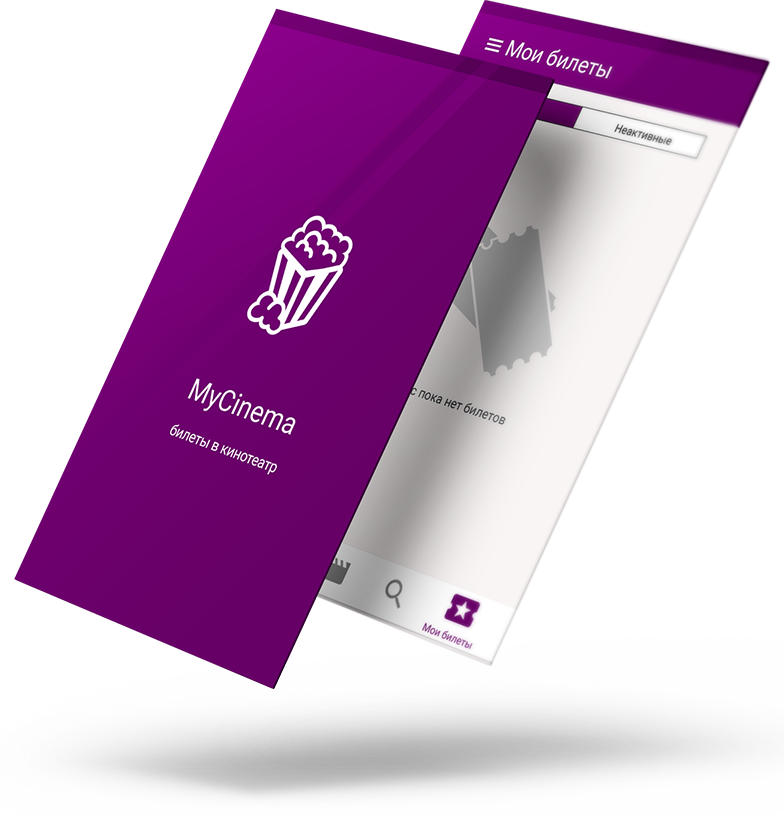 MyCinema
билеты в кинотеатр
Мои билеты
Неактивные
с пока нет билетов
Мои билеты